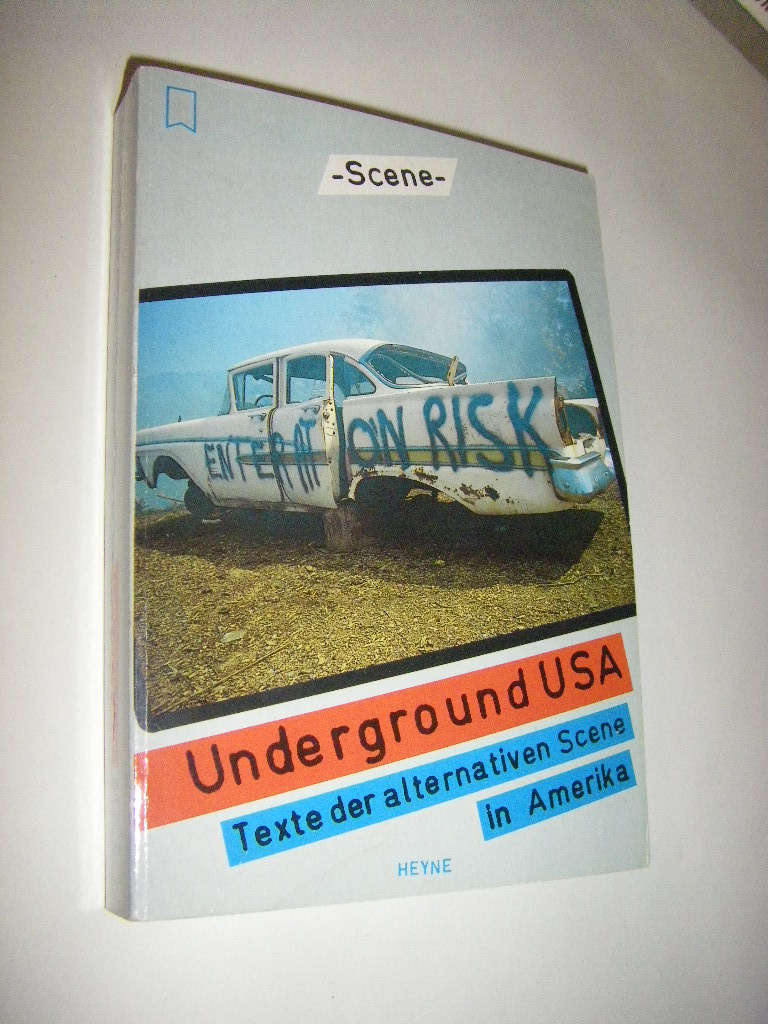 -Scene-
ENTER AT OWN RISK
Underground USA
Texte der alternativen Scene
in Amerika
HEYNE